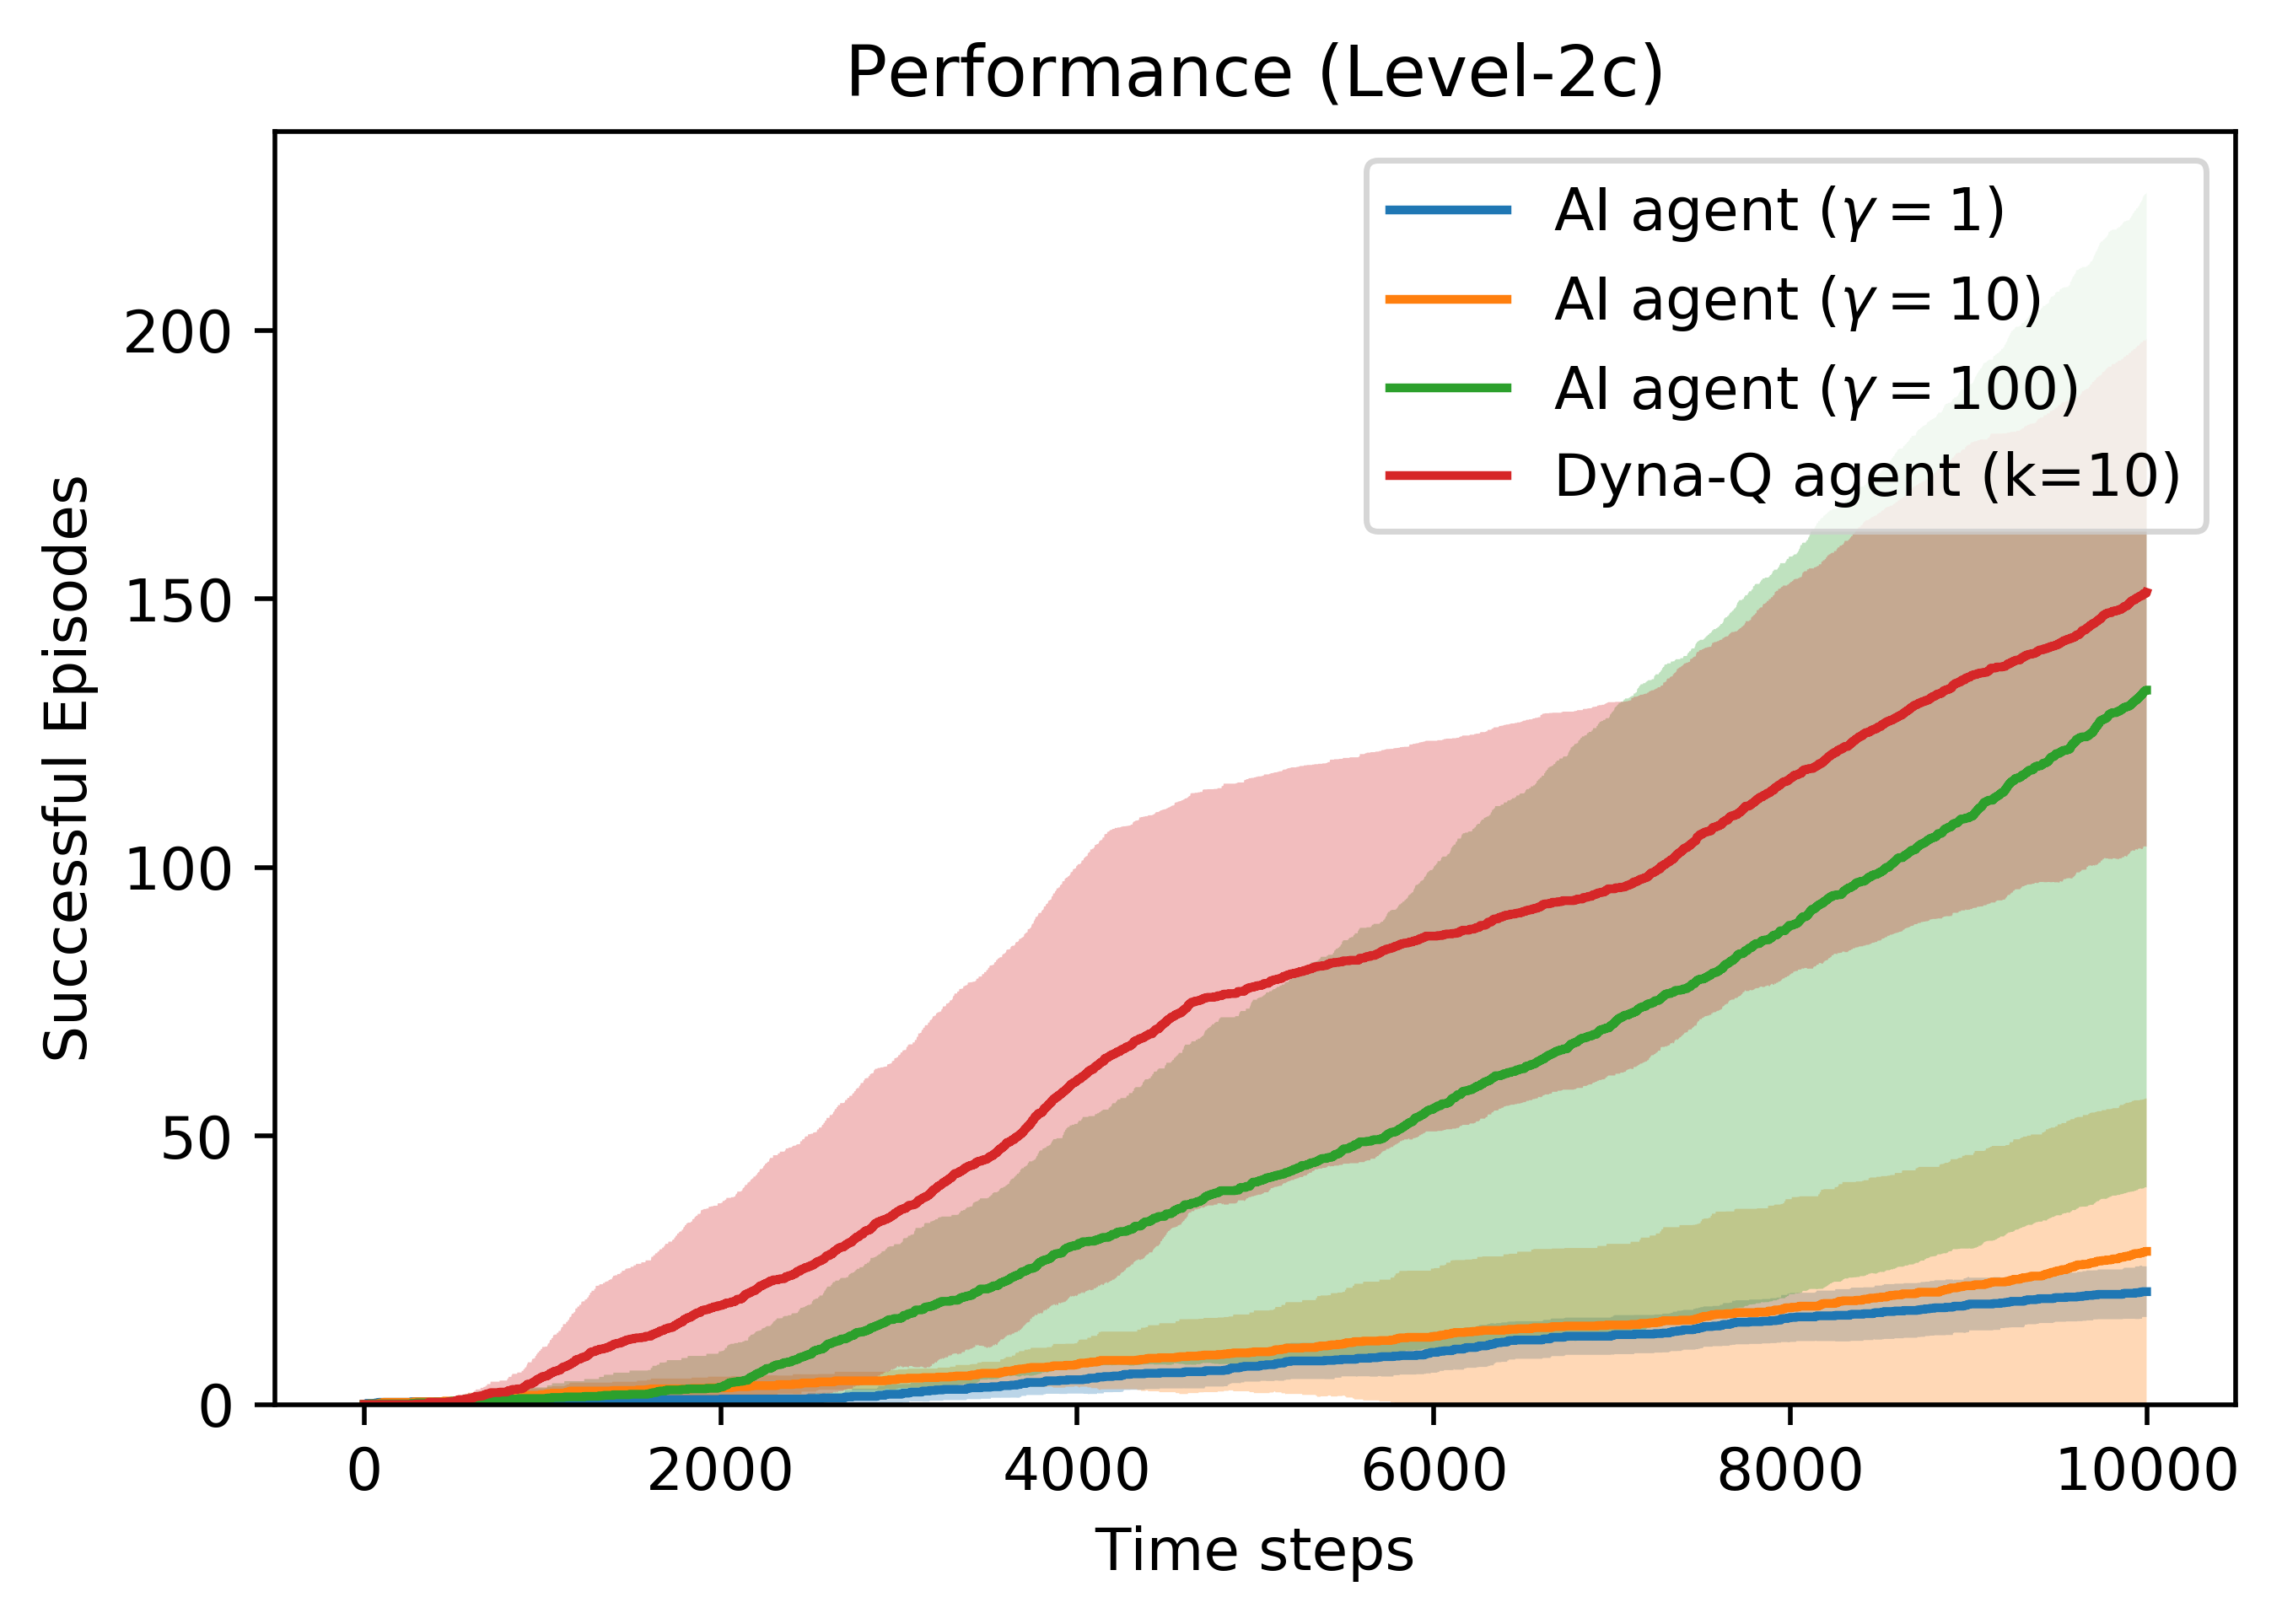 Performance (Level-2c)
AI agent (γ = 1)
AI agent (γ = 10)
AI agent (γ = 100)
Dyna-Q agent (k=10)
Successful Episodes
200
150
100
50
0
0 2000 4000 6000 8000 10000
Time steps